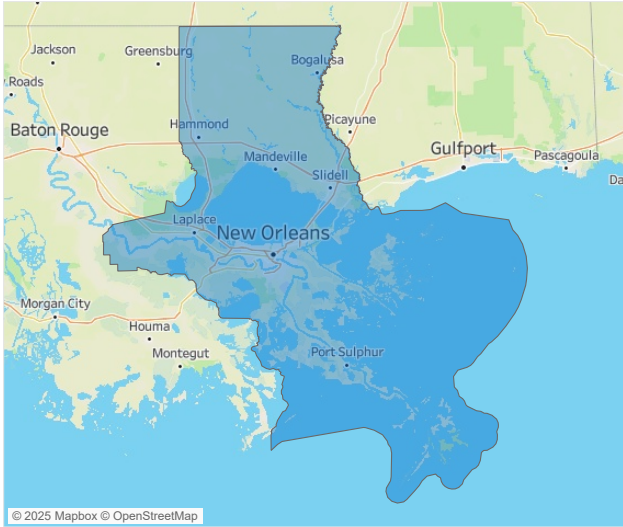 Jackson
Greensburg
Bogalusa
Roads
Picayune
Baton Rouge
Hammond
Gulfport
Mandeville
Pascagoula
Slidell
Da
Laplace
New Orleans
Morgan City
Houma
Montegut
Port Sulphur
© 2025 Mapbox © OpenStreetMap